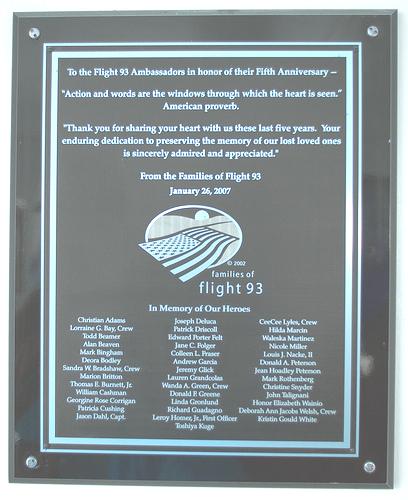 To the Flight 93 Ambassadors in honor of their Fifth Anniversary –
"Action and words are the windows through which the heart is seen."
American proverb.
"Thank you for sharing your heart with us these last five years. Your
enduring dedication to preserving the memory of our lost loved ones
is sincerely admired and appreciated."
From the Families of Flight 93
January 26, 2007
© 2002
families of
flight 93
In Memory of Our Heroes
Christian Adams
Lorraine G. Bay, Crew
Todd Beamer
Alan Beaven
Mark Bingham
Deora Bodley
Sandra W. Bradshaw, Crew
Marion Britton
Thomas E. Burnett, Jr.
William Cashman
Georgine Rose Corrigan
Patricia Cushing
Jason Dahl, Capt.
Joseph Deluca
Patrick Driscoll
Edward Porter Felt
Jane C. Folger
Colleen L. Fraser
Andrew Garcia
Jeremy Glick
Lauren Grandcolas
Wanda A. Green, Crew
Donald F. Greene
Linda Gronlund
Richard Guadagno
Leroy Homer, Jr., First Officer
Toshiya Kuge
CeeCee Lyles, Crew
Hilda Marcin
Waleska Martinez
Nicole Miller
Louis J. Nacke, II
Donald A. Peterson
Jean Hoadley Peterson
Mark Rothenberg
Christine Snyder
John Talignani
Honor Elizabeth Wainio
Deborah Ann Jacobs Welsh, Crew
Kristin Gould White